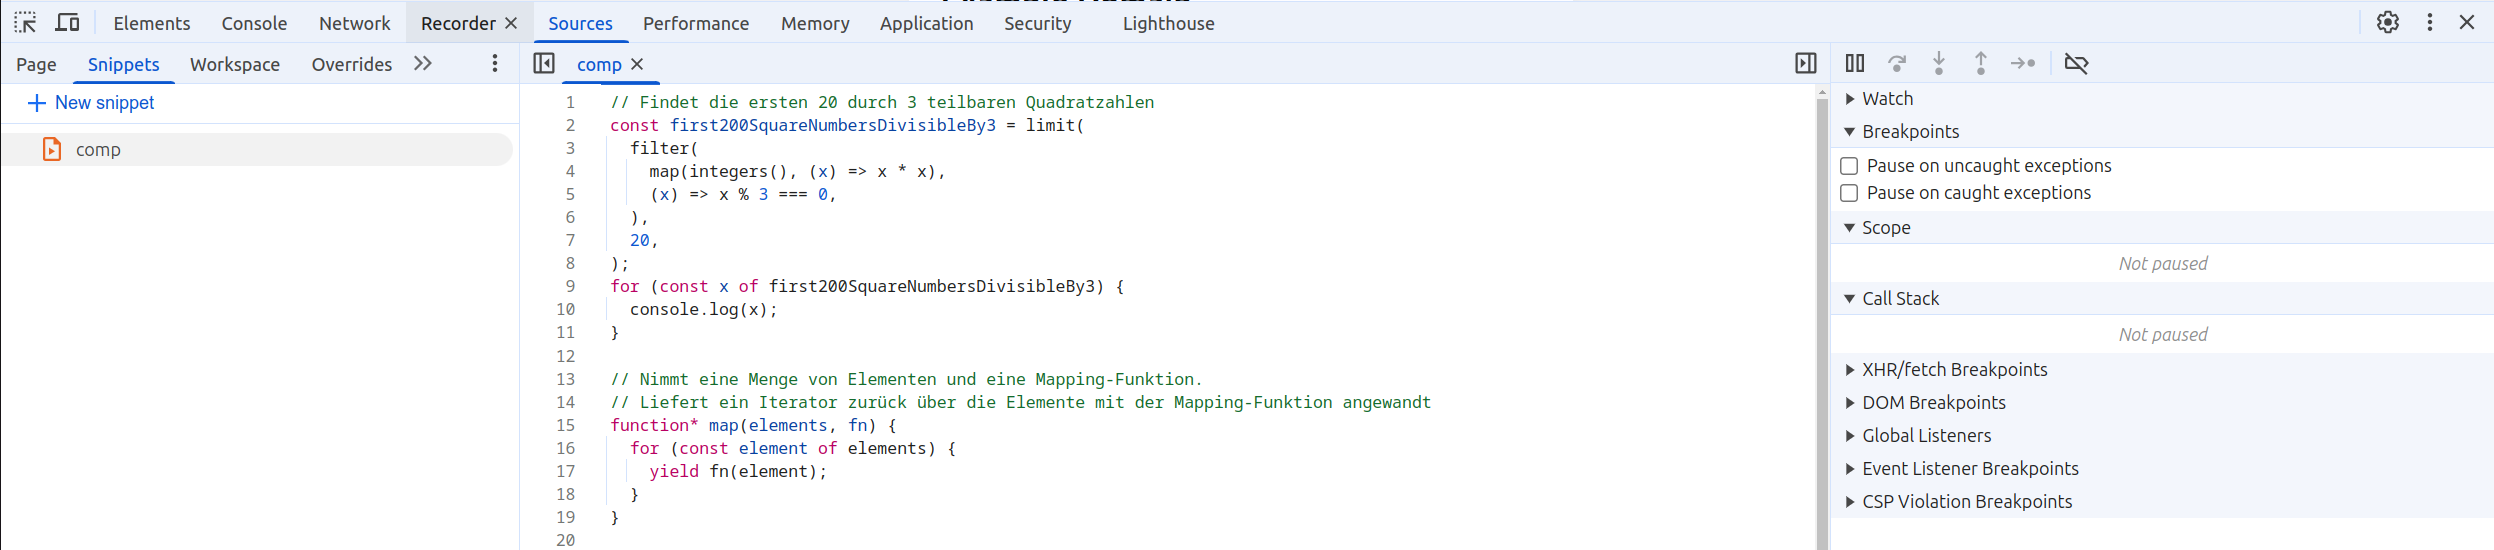 Elements Console Network Recorder Sources Performance Memory Application Security Lighthouse
Page Snippets Workspace Overrides
New snippet
comp
comp
1 // Findet die ersten 20 durch 3 teilbaren Quadratzahlen
2 const first200SquareNumbersDivisibleBy3 = limit(
3 filter(
4 map(integers(), (x) => x * x),
5 (x) => x % 3 === 0,
6 ),
7 20,
8 );
9 for (const x of first200SquareNumbersDivisibleBy3) {
10 console.log(x);
11 }
12
13 // Nimmt eine Menge von Elementen und eine Mapping-Funktion.
14 // Liefert ein Iterator zurück über die Elemente mit der Mapping-Funktion angewandt
15 function* map(elements, fn) {
16 for (const element of elements) {
17 yield fn(element);
18 }
19 }
20
Watch
Breakpoints
Pause on uncaught exceptions
Pause on caught exceptions
Scope
Not paused
Call Stack
Not paused
XHR/fetch Breakpoints
DOM Breakpoints
Global Listeners
Event Listener Breakpoints
CSP Violation Breakpoints